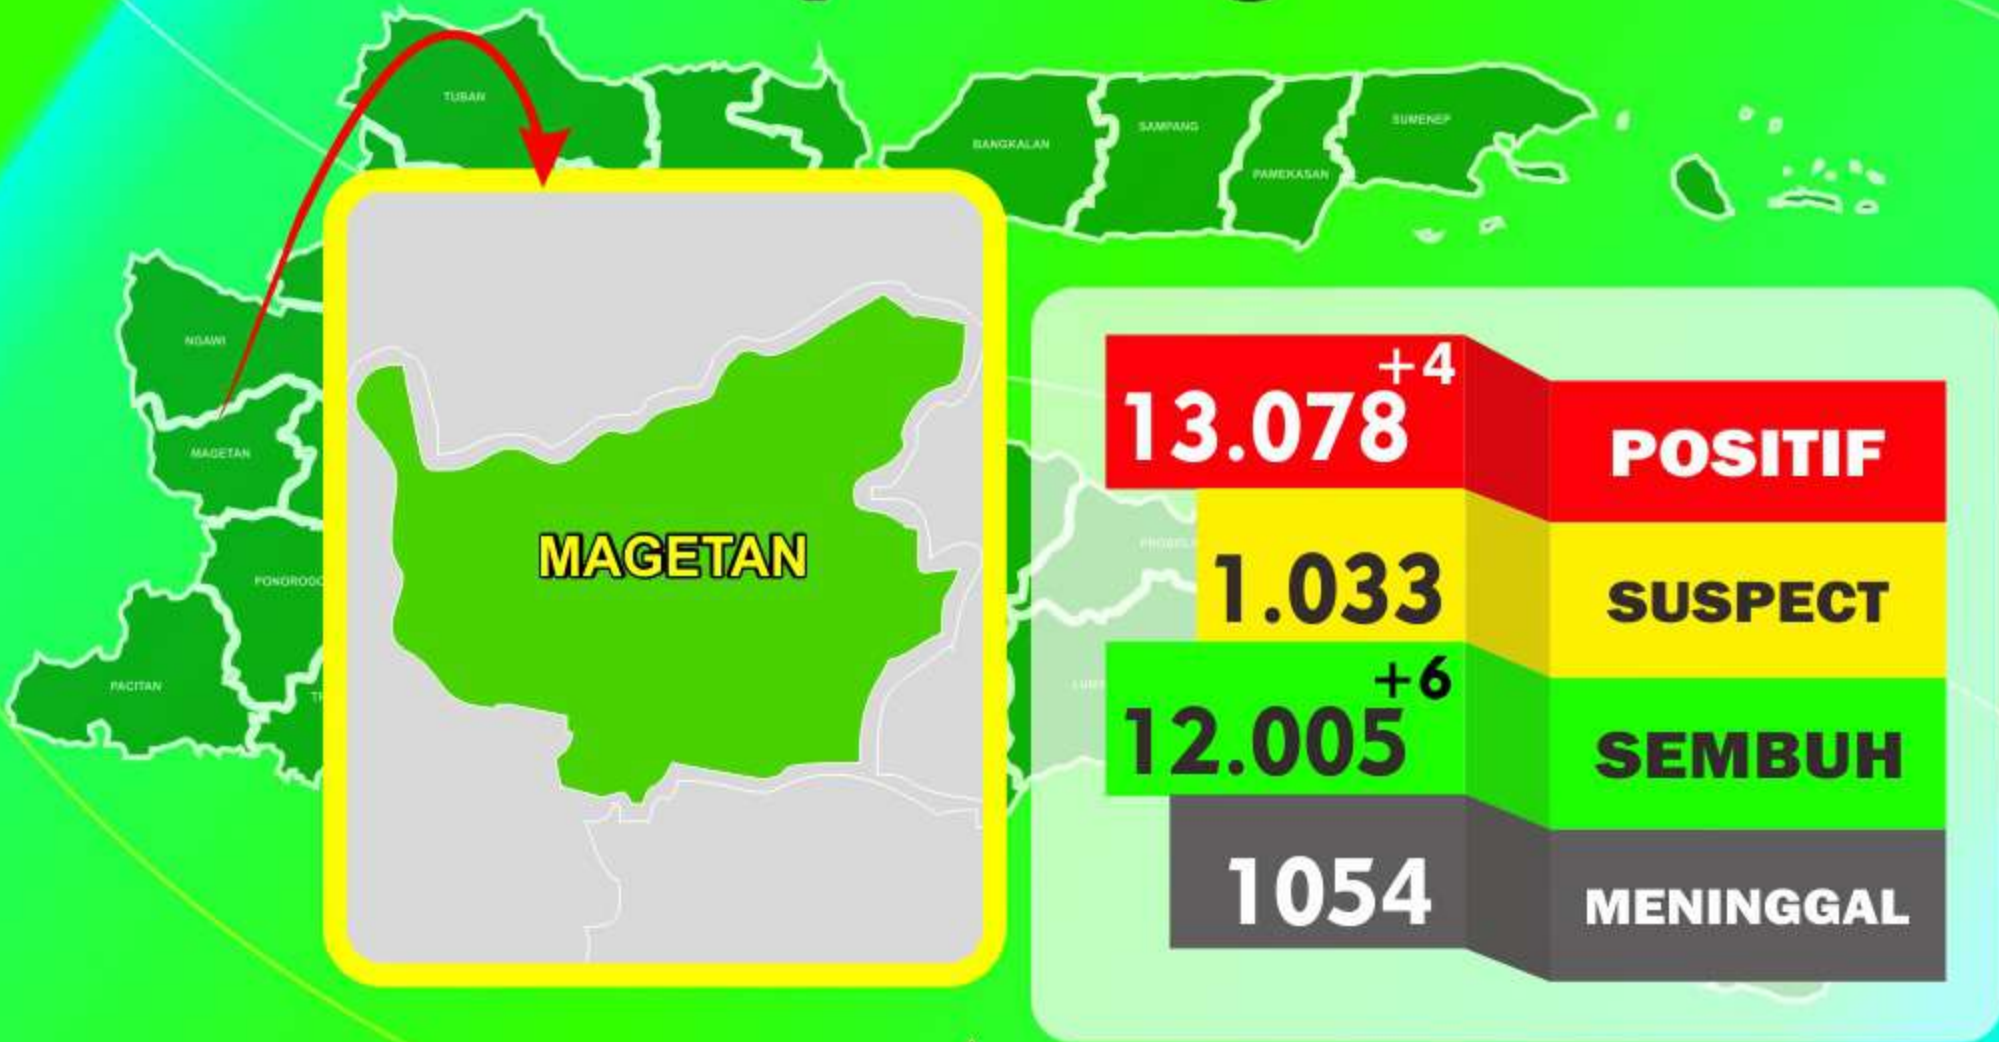 TUBAN
BANGKALAN
SAMPANG
PAMEKASAN
SUMENEP
NGAWI
MAGETAN
PACITAN
MAGETAN
+4
13.078
POSITIF
1.033
SUSPECT
+6
12.005
SEMBUH
1054
MENINGGAL